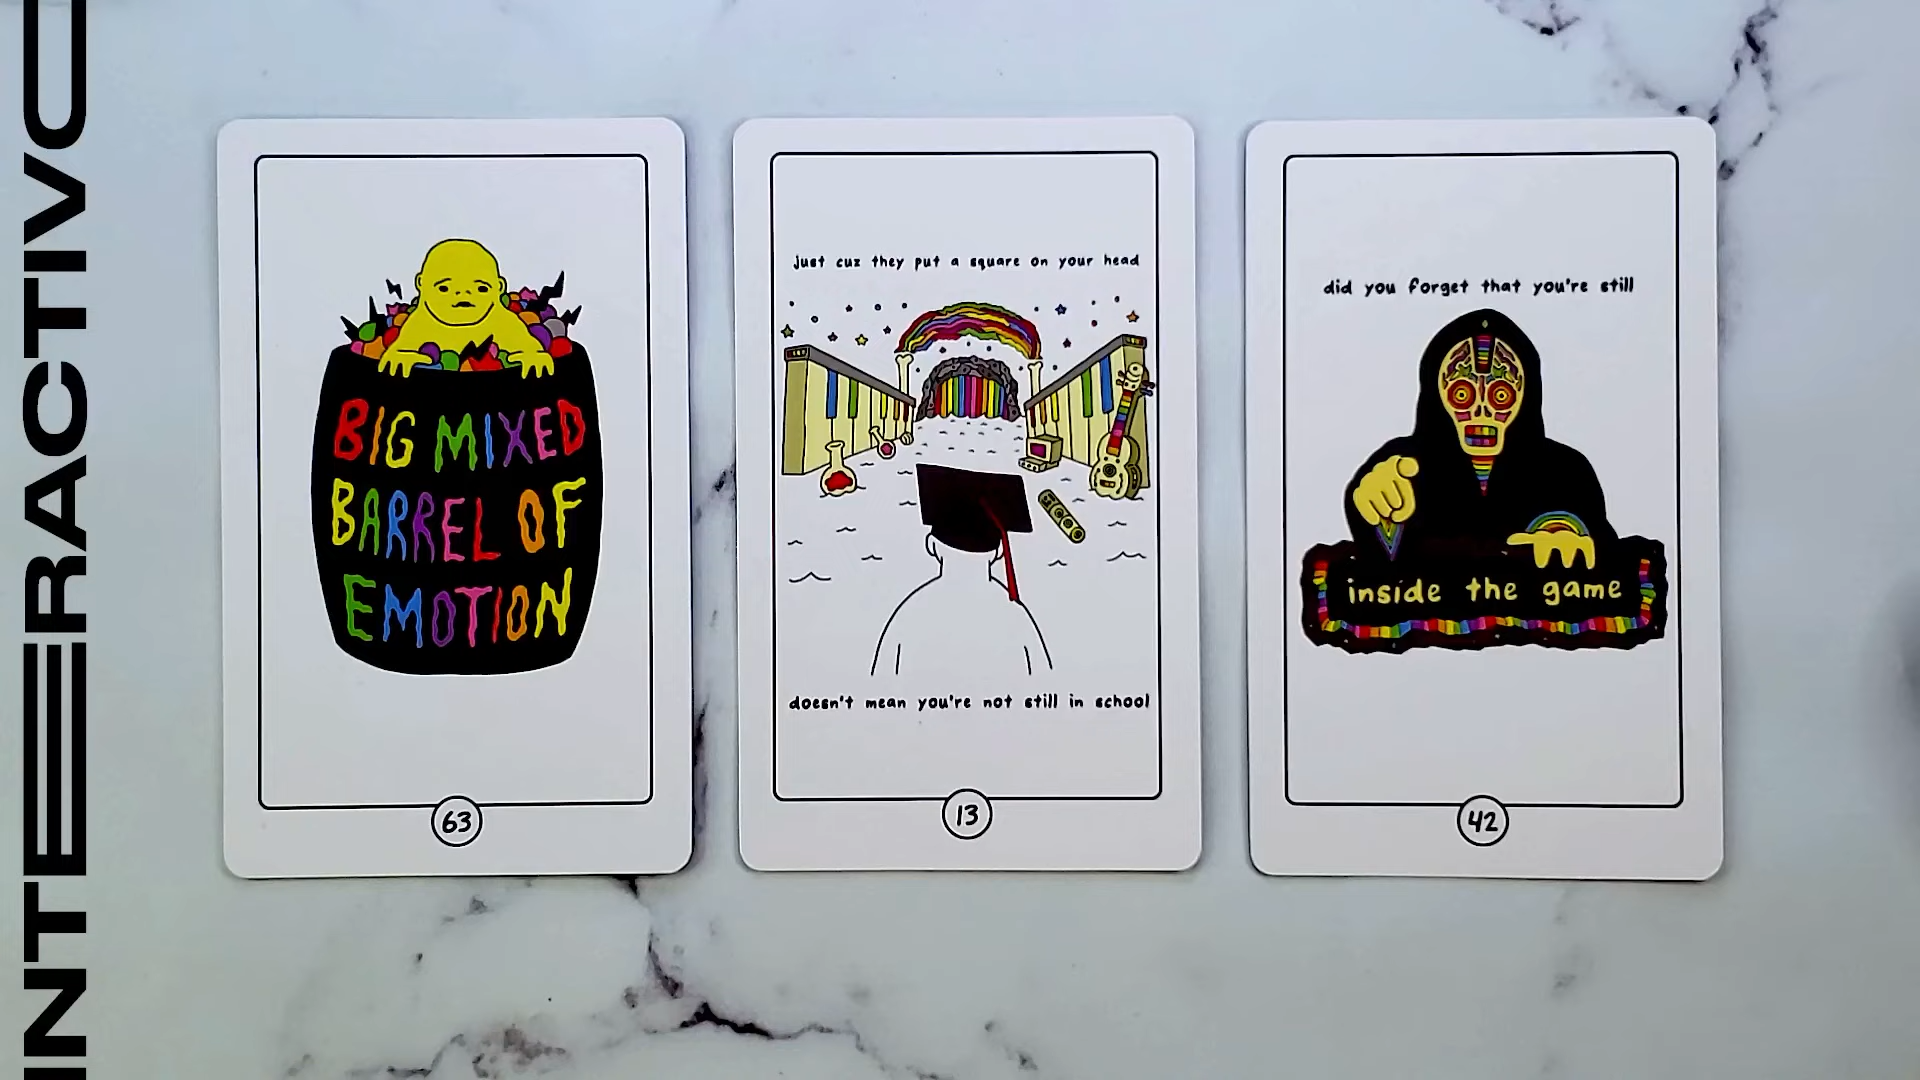 INTERACTIVO
BIG MIXED
BARREL OF
EMOTION
63
just cuz they put a square on your head
doesn't mean you're not still in school
13
did you forget that you're still
inside the game
42